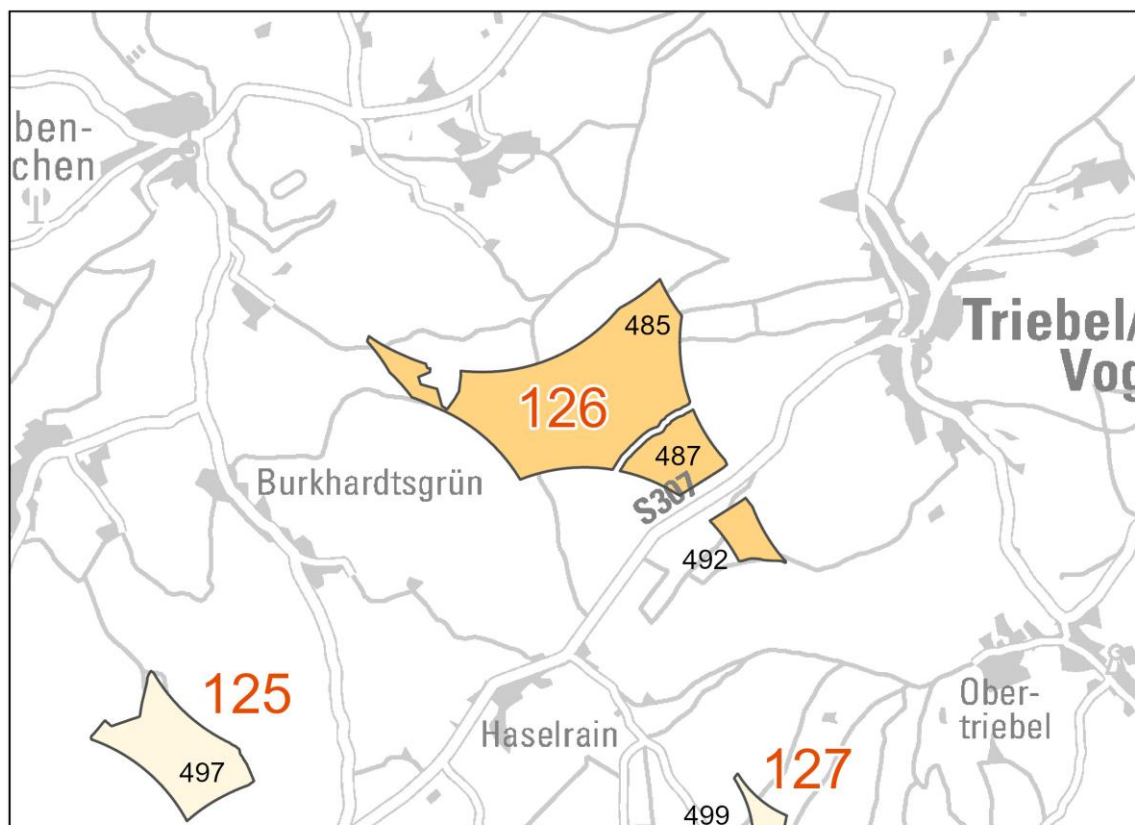 ben-
chen
Triebel/
Vog
485
126
487
S307
Burkhardtsgrün
492
125
497
Haselrain
Ober-
triebel
127
499